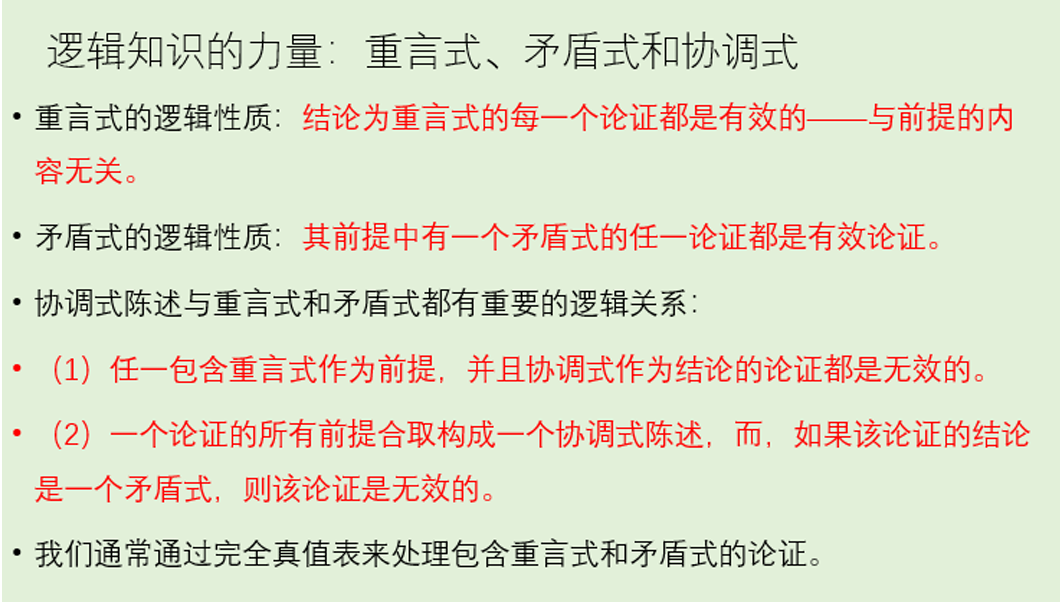 逻辑知识的力量：重言式、矛盾式和协调式
• 重言式的逻辑性质：结论为重言式的每一个论证都是有效的——与前提的内
容无关。
• 矛盾式的逻辑性质：其前提中有一个矛盾式的任一论证都是有效论证。
• 协调式陈述与重言式和矛盾式都有重要的逻辑关系：
• （1）任一包含重言式作为前提，并且协调式作为结论的论证都是无效的。
• （2）一个论证的所有前提合取构成一个协调式陈述，而，如果该论证的结论
是一个矛盾式，则该论证是无效的。
• 我们通常通过完全真值表来处理包含重言式和矛盾式的论证。